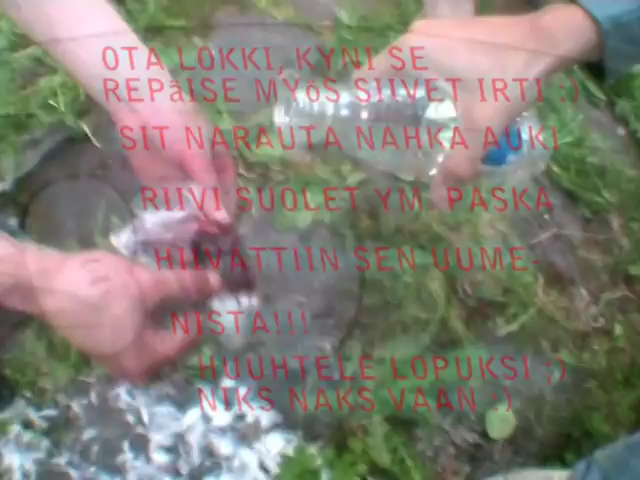 OTA LOKKI, KYNI SE
REPäISE MYöS SIIVET IRTI :)
SIT NARAUTA NAHKA AUKI
RIIVI SUOLET YM. PASKA
HIIVATTIIN SEN UUME-
NISTA!!!
HUUHTELE LOPUKSI ;)
NIKS NAKS VAAN :)